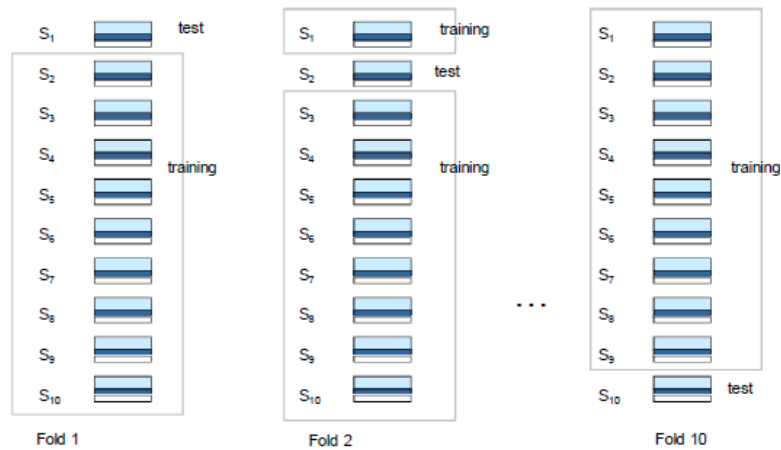 S1 test
S2
S3
S4
training
S5
S6
S7
S8
S9
S10
Fold 1
S1 training
S2 test
S3
S4
training
S5
S6
S7
S8
S9
S10
Fold 2
...
S1
S2
S3
S4
training
S5
S6
S7
S8
S9
S10 test
Fold 10